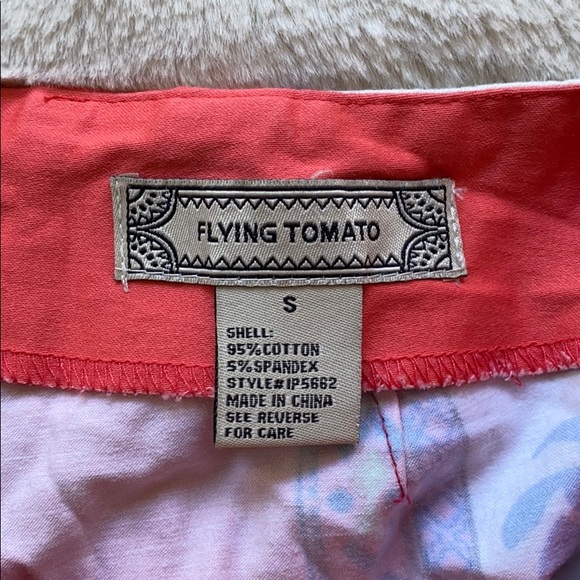 FLYING TOMATO
S
SHELL:
95%COTTON
5%SPANDEX
STYLE#IP5662
MADE IN CHINA
SEE REVERSE
FOR CARE